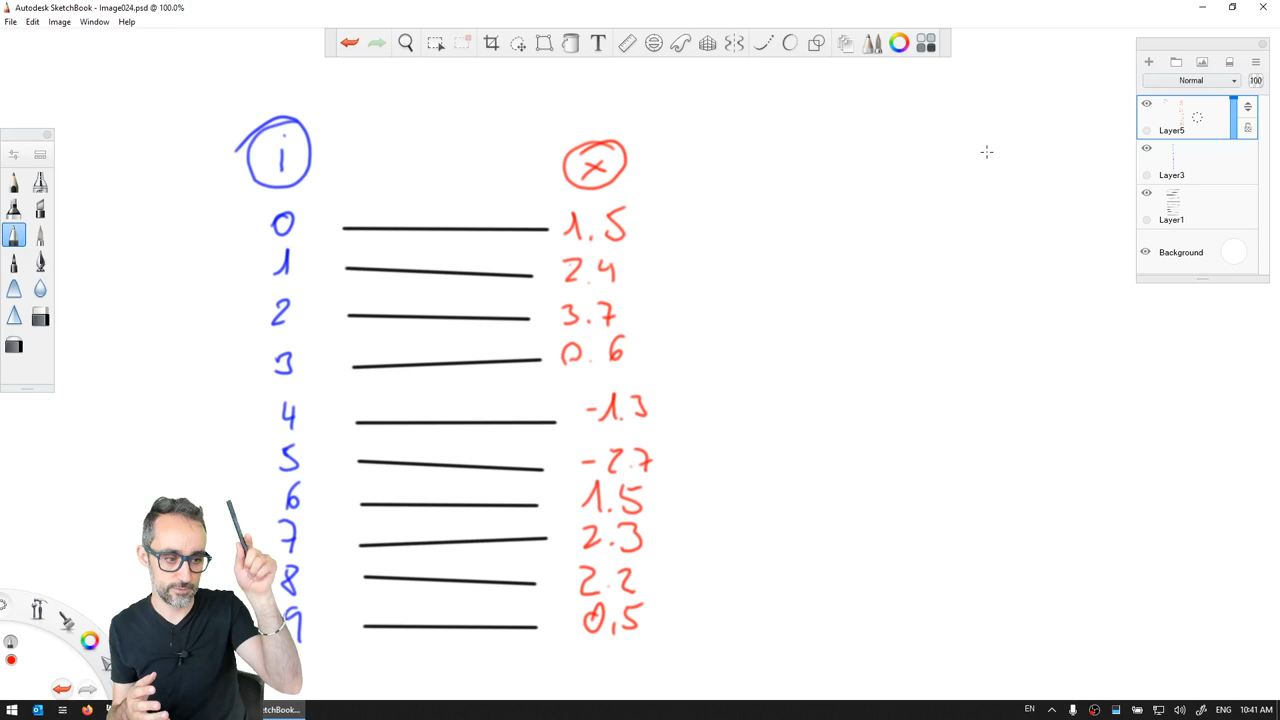 Autodesk SketchBook - Image024.psd @ 100.0%
File Edit Image Window Help
Normal 100
Layer5
Layer3
Layer1
Background
i x
0 1.5
1 2.4
2 3.7
3 0.6
4 -1.3
5 -2.7
6 1.5
7 2.3
8 2.2
9 0,5
tchBook-...
EN ENG 10:41 AM